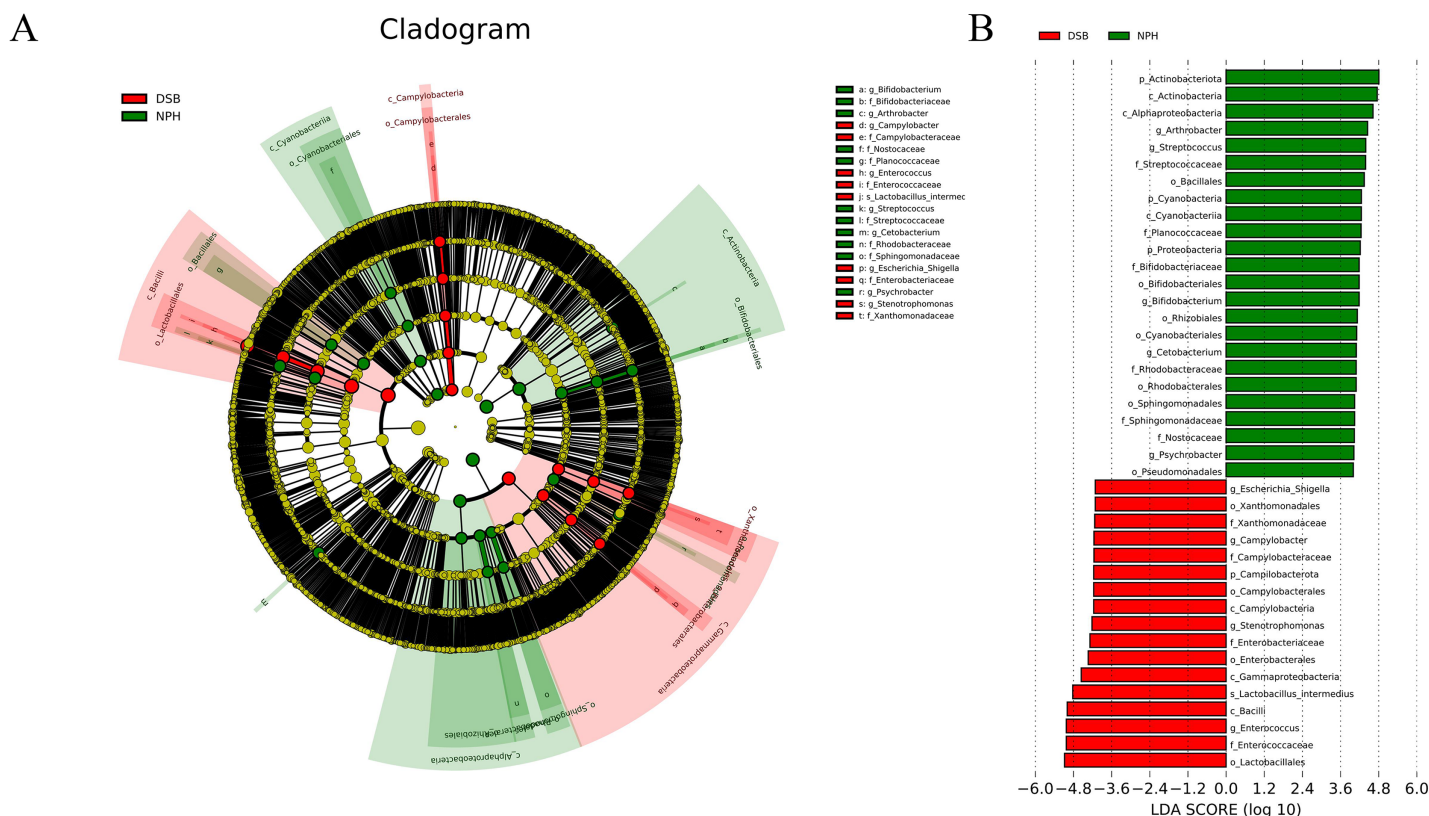 A
Cladogram
DSB
NPH
c_Campylobacteria
o_Campylobacterales
e
d
c_Cyanobacteriia
o_Cyanobacteriales
f
c_Actinobacteria
c
o_Bifidobacteriales
b
a
o_Bacillales
g
c_Bacilli
o_Lactobacillales
i
h
j
l
k
m
n
o
o_Rhizobiales
c_Alphaproteobacteria
o_Sphingomonadales
c_Gammaproteobacteria
q
p
r
s
t
a: g_Bifidobacterium
b: f_Bifidobacteriaceae
c: g_Arthrobacter
d: g_Campylobacter
e: f_Campylobacteraceae
f: f_Nostocaceae
g: f_Planococcaceae
h: g_Enterococcus
i: f_Enterococcaceae
j: s_Lactobacillus_intermec
k: g_Streptococcus
l: f_Streptococcaceae
m: g_Cetobacterium
n: f_Rhodobacteraceae
o: f_Sphingomonadaceae
p: g_Escherichia_Shigella
q: f_Enterobacteriaceae
r: g_Psychrobacter
s: g_Stenotrophomonas
t: f_Xanthomonadaceae
B
DSB NPH
p_Actinobacteriota
c_Actinobacteria
c_Alphaproteobacteria
g_Arthrobacter
g_Streptococcus
f_Streptococcaceae
o_Bacillales
p_Cyanobacteria
c_Cyanobacteriia
f_Planococcaceae
p_Proteobacteria
f_Bifidobacteriaceae
o_Bifidobacteriales
g_Bifidobacterium
o_Rhizobiales
o_Cyanobacteriales
g_Cetobacterium
f_Rhodobacteraceae
o_Rhodobacterales
o_Sphingomonadales
f_Sphingomonadaceae
f_Nostocaceae
g_Psychrobacter
o_Pseudomonadales
g_Escherichia_Shigella
o_Xanthomonadales
f_Xanthomonadaceae
g_Campylobacter
f_Campylobacteraceae
p_Campilobacterota
o_Campylobacterales
c_Campylobacteria
g_Stenotrophomonas
f_Enterobacteriaceae
o_Enterobacterales
c_Gammaproteobacteria
s_Lactobacillus_intermedius
c_Bacilli
g_Enterococcus
f_Enterococcaceae
o_Lactobacillales
−6.0 −4.8 −3.6 −2.4 −1.2 0.0 1.2 2.4 3.6 4.8 6.0
LDA SCORE (log 10)